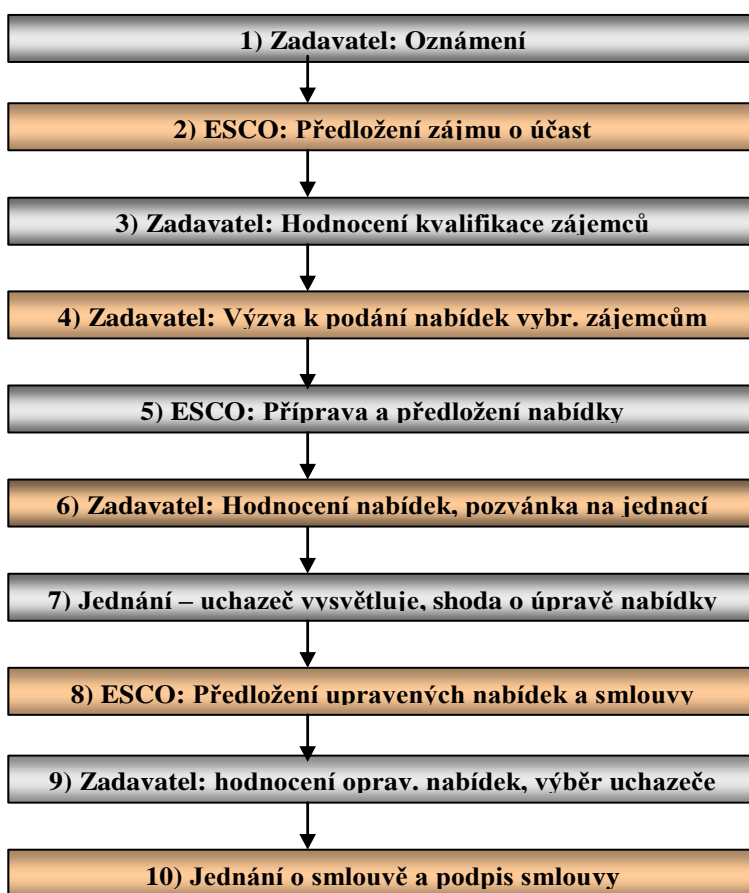 1) Zadavatel: Oznámení
2) ESCO: Předložení zájmu o účast
3) Zadavatel: Hodnocení kvalifikace zájemců
4) Zadavatel: Výzva k podání nabídek vybr. zájemcům
5) ESCO: Příprava a předložení nabídky
6) Zadavatel: Hodnocení nabídek, pozvánka na jednací
7) Jednání – uchazeč vysvětluje, shoda o úpravě nabídky
8) ESCO: Předložení upravených nabídek a smlouvy
9) Zadavatel: hodnocení oprav. nabídek, výběr uchazeče
10) Jednání o smlouvě a podpis smlouvy